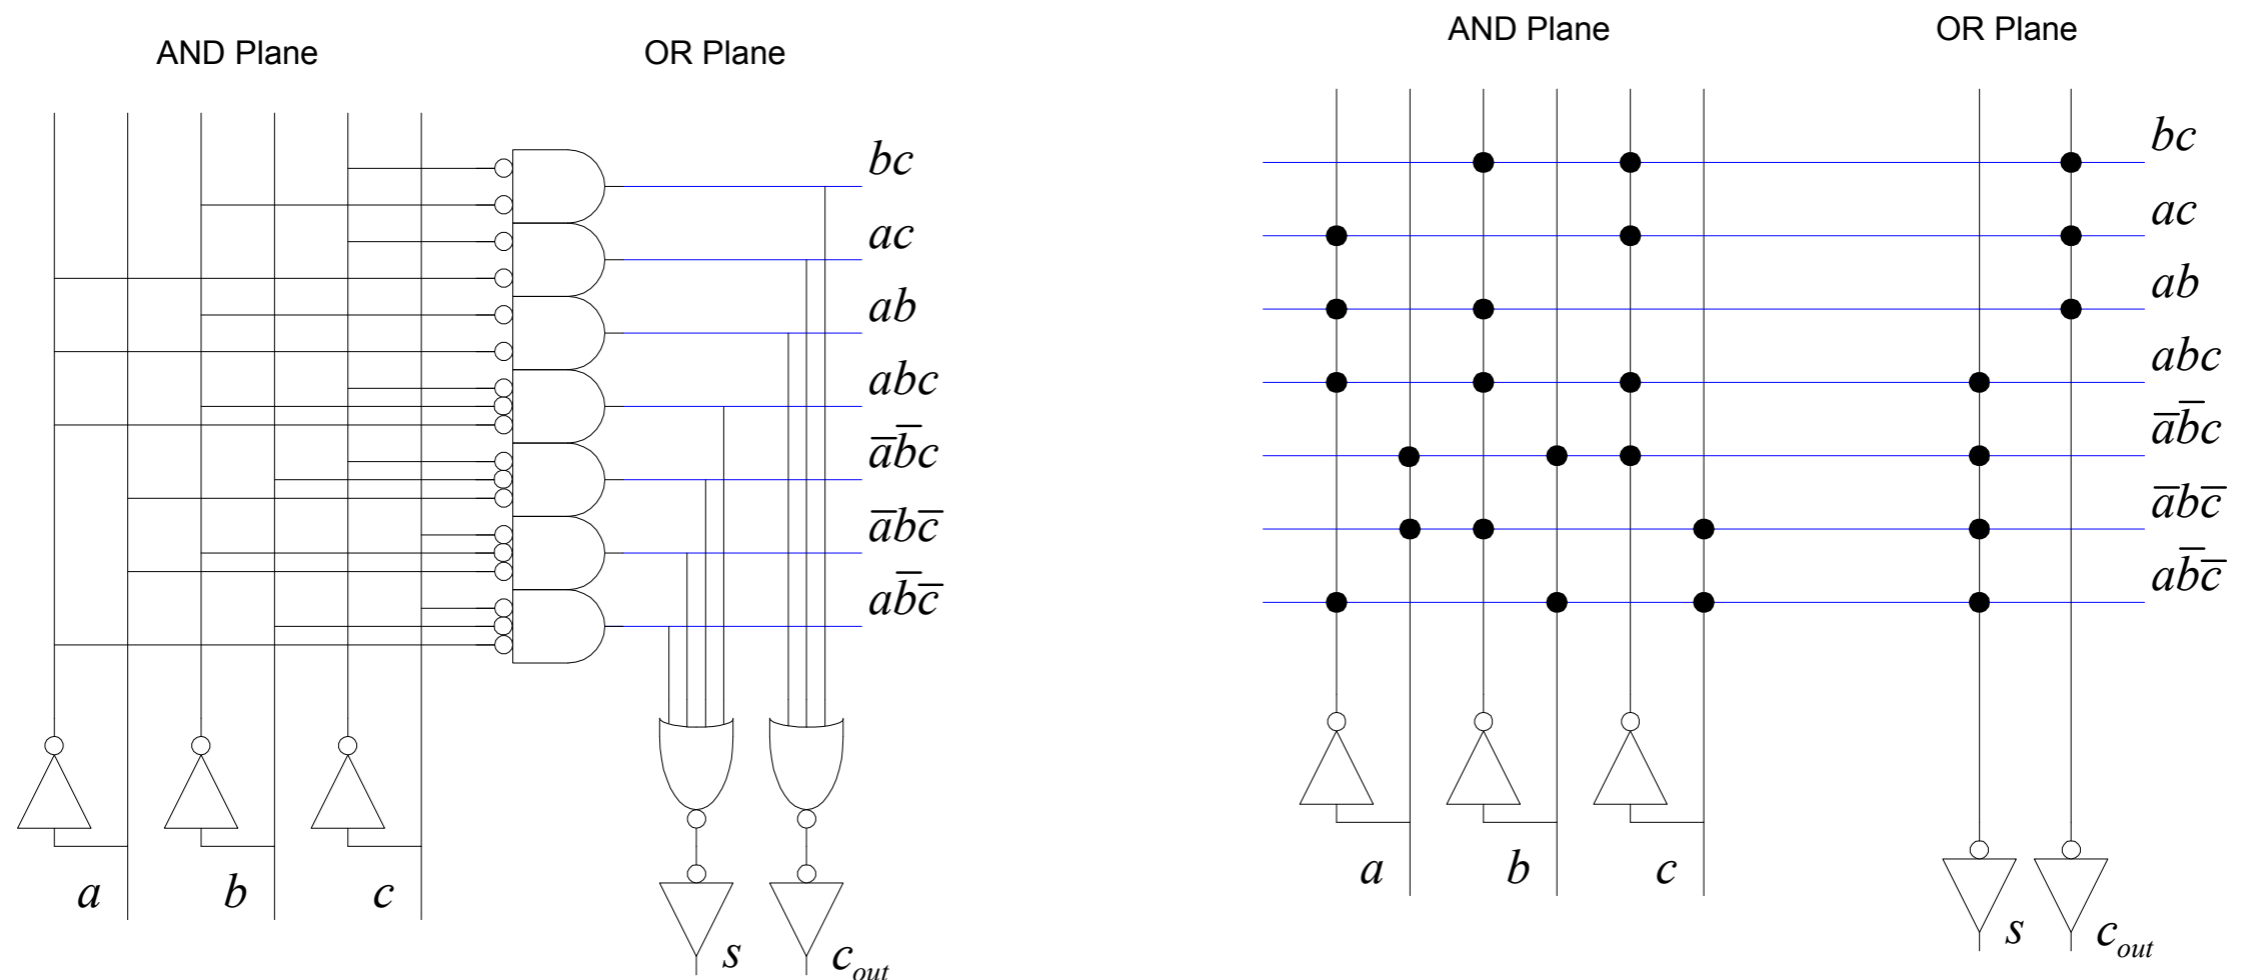 AND Plane
OR Plane
bc
ac
ab
abc
a̅b̅c
a̅bc̅
ab̅c̅
a
b
c
s
c_out
AND Plane
OR Plane
bc
ac
ab
abc
a̅b̅c
a̅bc̅
ab̅c̅
a
b
c
s
c_out